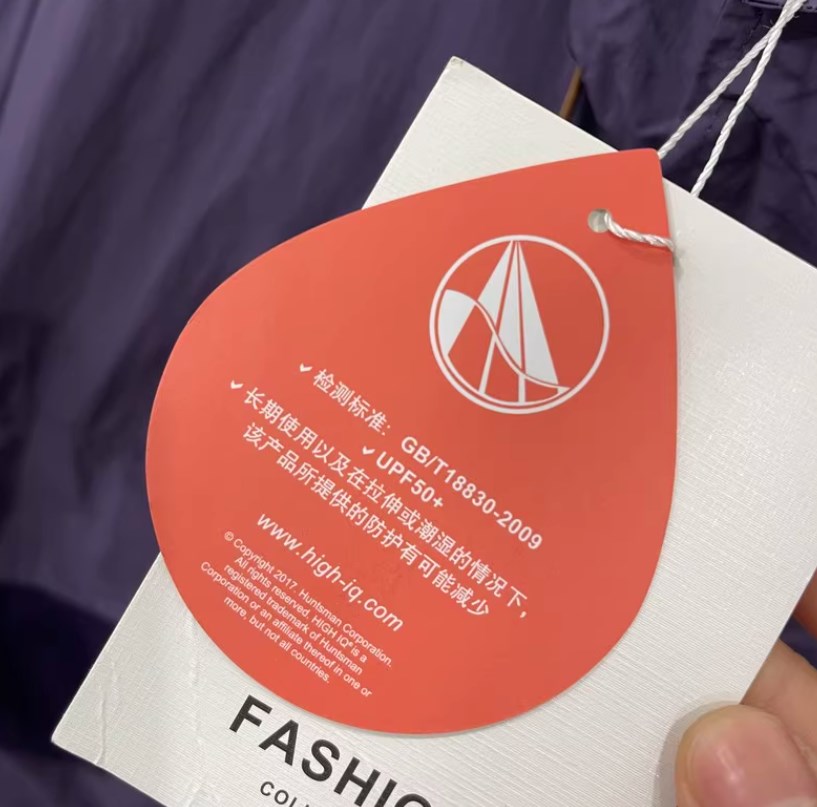 ✓ 检测标准：GB/T18830-2009
✓ UPF50+
✓ 长期使用以及在拉伸或潮湿的情况下，
该产品所提供的防护有可能减少
www.high-iq.com
© Copyright 2017. Huntsman Corporation.
All rights reserved. HIGH IQ® is a
registered trademark of Huntsman
Corporation or an affiliate thereof in one or
more, but not all countries.
FASHIO
COLL